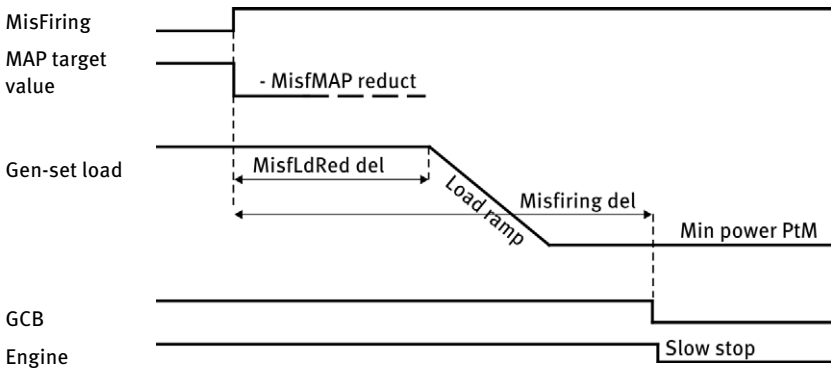 MisFiring
MAP target
value
- MisfMAP reduct
Gen-set load
MisfLdRed del
Load ramp
Misfiring del
Min power PtM
GCB
Engine
Slow stop